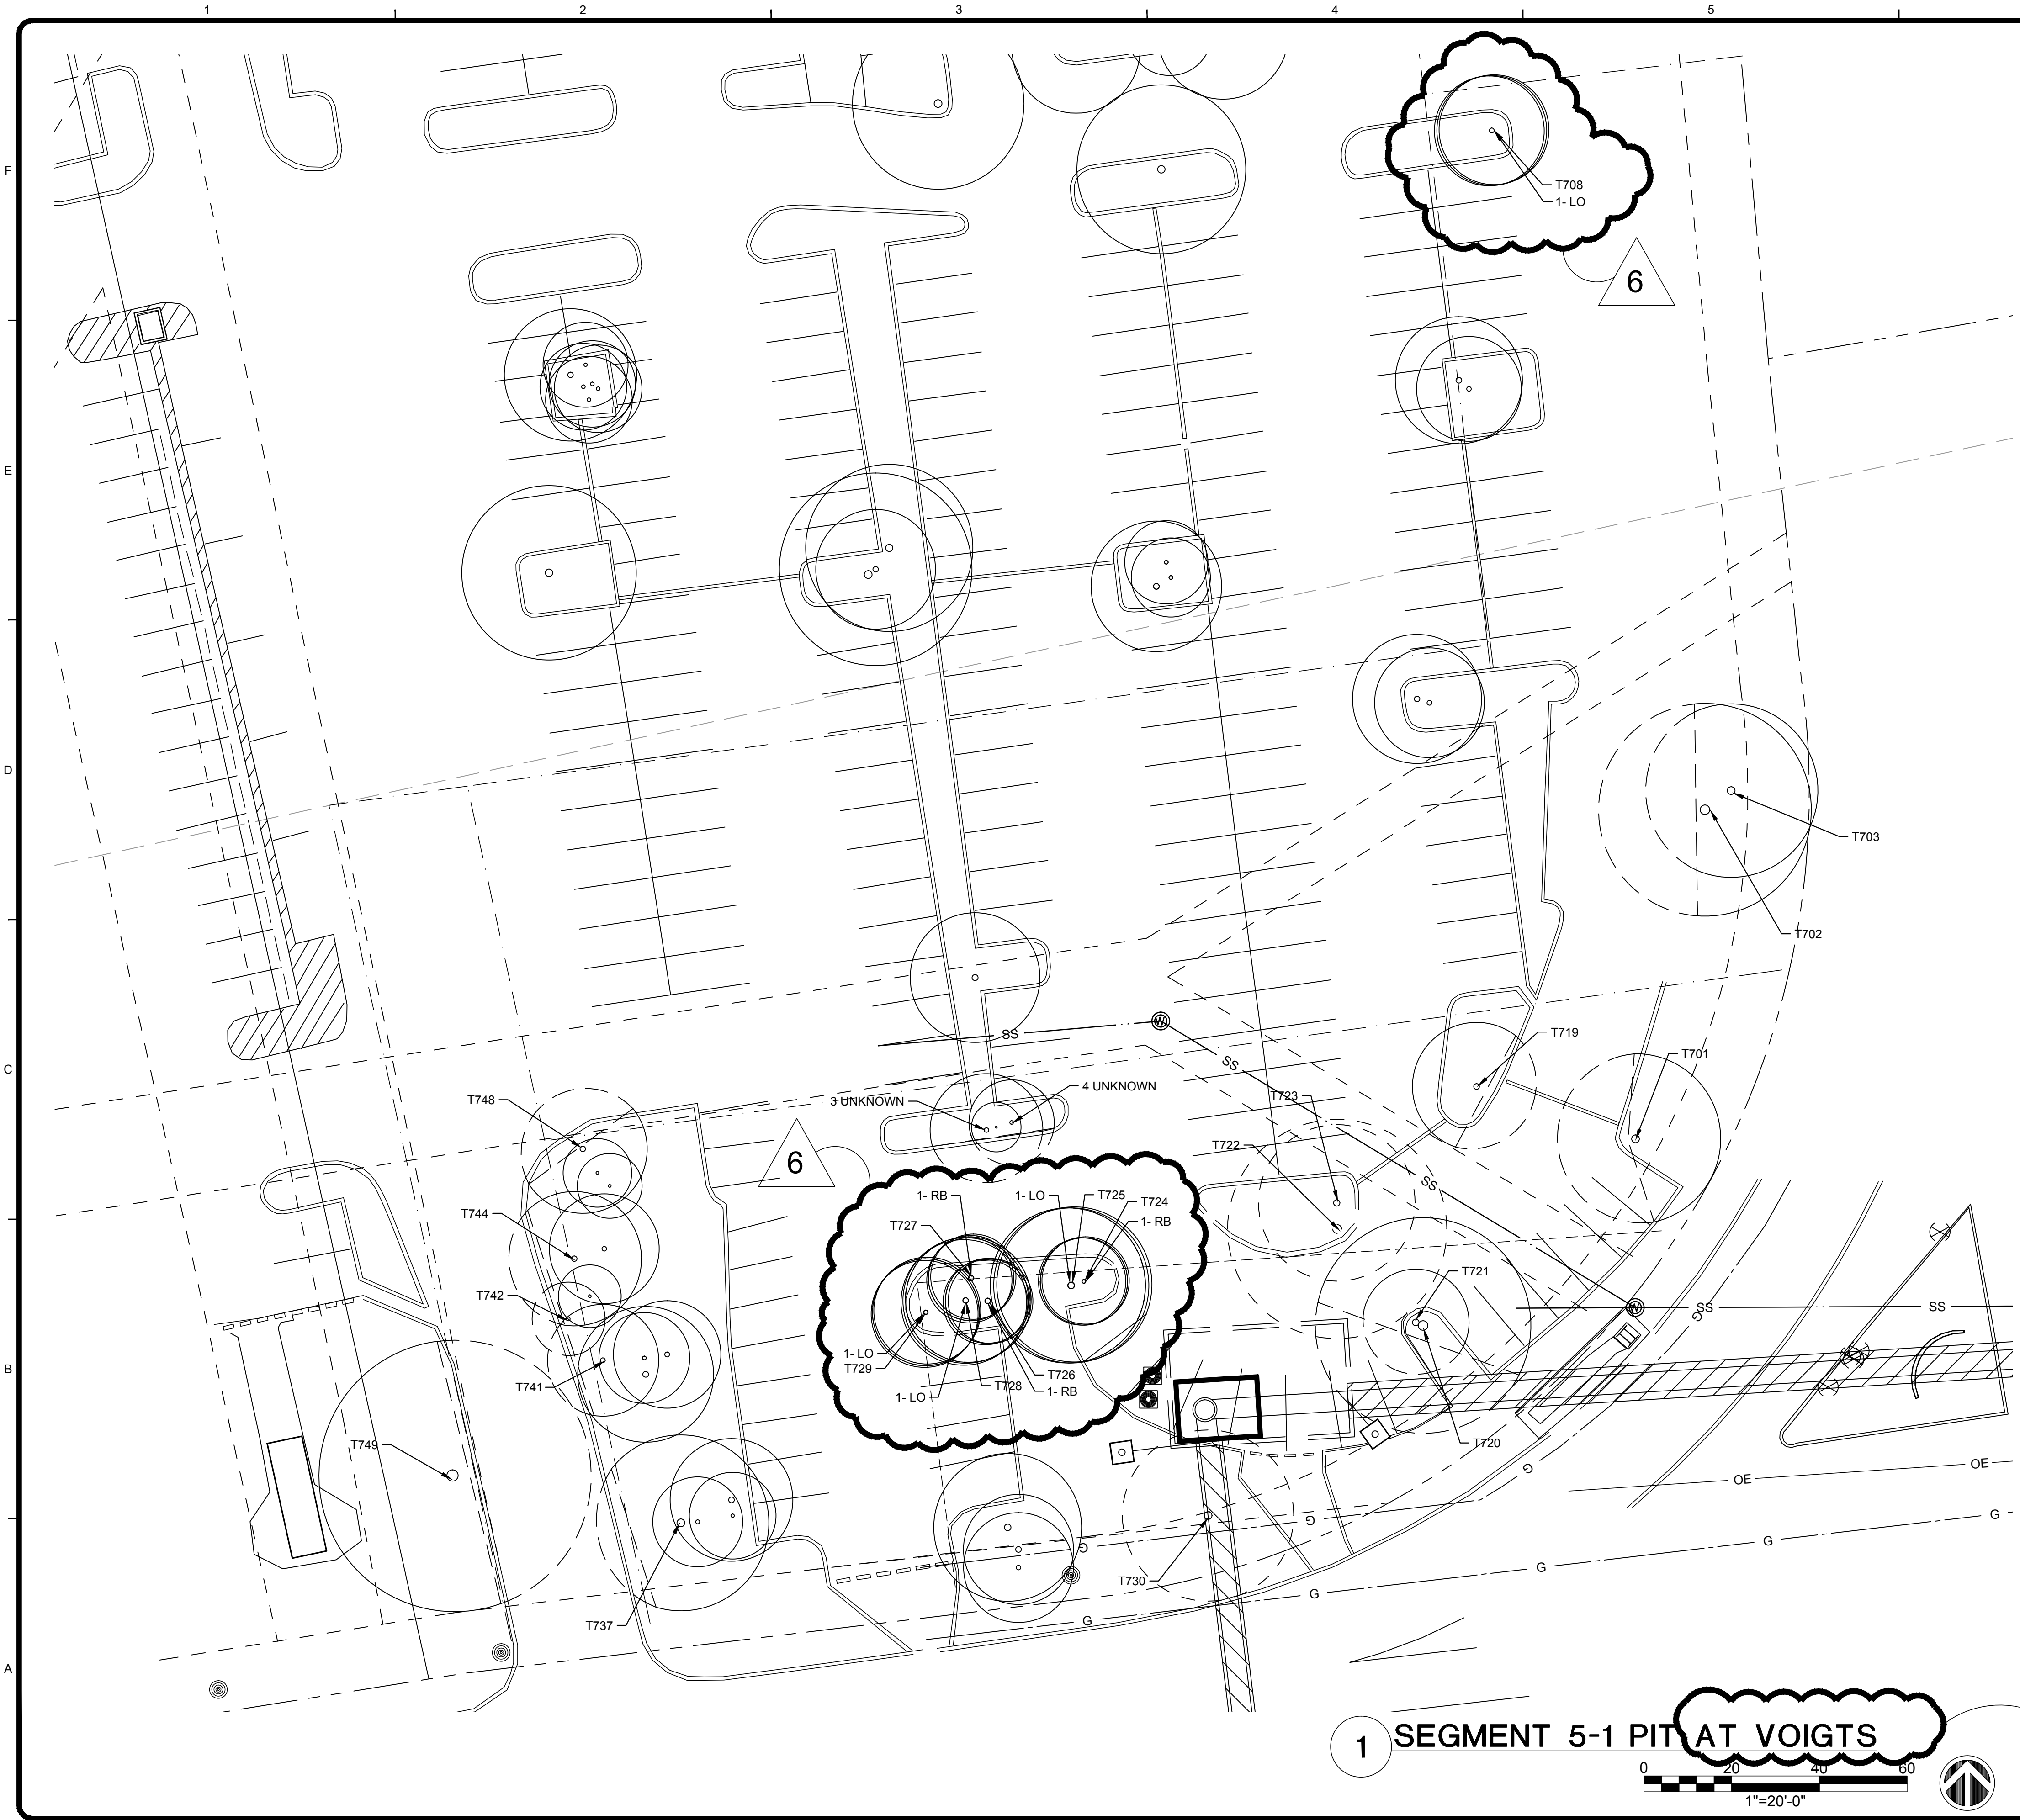 1 2 3 4 5
F
T708
1- LO
6
E
D
T703
T702
SS
W
T719
T701
C
SS
4 UNKNOWN
3 UNKNOWN
T723
T748
T722
6
SS
1- RB
1- LO
T725
T724
T744
T727
1- RB
T742
T721
W
SS
SS
G
1- LO
T729
T726
T728
1- RB
1- LO
B
T741
T749
T720
OE
OE
G
G
G
G
G
T730
G
G
T737
A
1 SEGMENT 5-1 PIT AT VOIGTS
0 20 40 60
1"=20'-0"